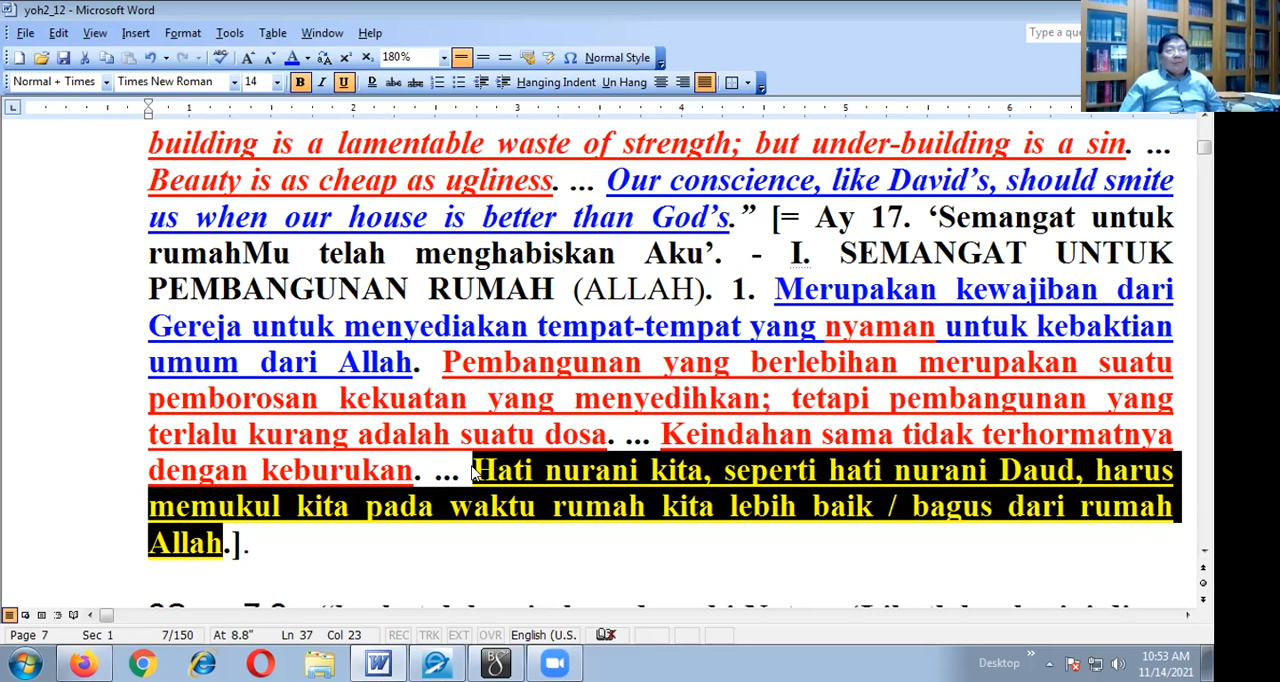 yoh2_12 - Microsoft Word
File Edit View Insert Format Tools Table Window Help
Type a qu
180% Normal Style
Normal + Times Times New Roman 14 B I U Hanging Indent Un Hang
1 2 3 4 5 6
building is a lamentable waste of strength; but under-building is a sin. ...
Beauty is as cheap as ugliness. ... Our conscience, like David’s, should smite
us when our house is better than God’s.” [= Ay 17. ‘Semangat untuk
rumahMu telah menghabiskan Aku’. - I. SEMANGAT UNTUK
PEMBANGUNAN RUMAH (ALLAH). 1. Merupakan kewajiban dari
Gereja untuk menyediakan tempat-tempat yang nyaman untuk kebaktian
umum dari Allah. Pembangunan yang berlebihan merupakan suatu
pemborosan kekuatan yang menyedihkan; tetapi pembangunan yang
terlalu kurang adalah suatu dosa. ... Keindahan sama tidak terhormatnya
dengan keburukan. ... Hati nurani kita, seperti hati nurani Daud, harus
memukul kita pada waktu rumah kita lebih baik / bagus dari rumah
Allah.].
Page 7 Sec 1 7/150 At 8.8" Ln 37 Col 23 REC TRK EXT OVR English (U.S.
Desktop
10:53 AM
11/14/2021